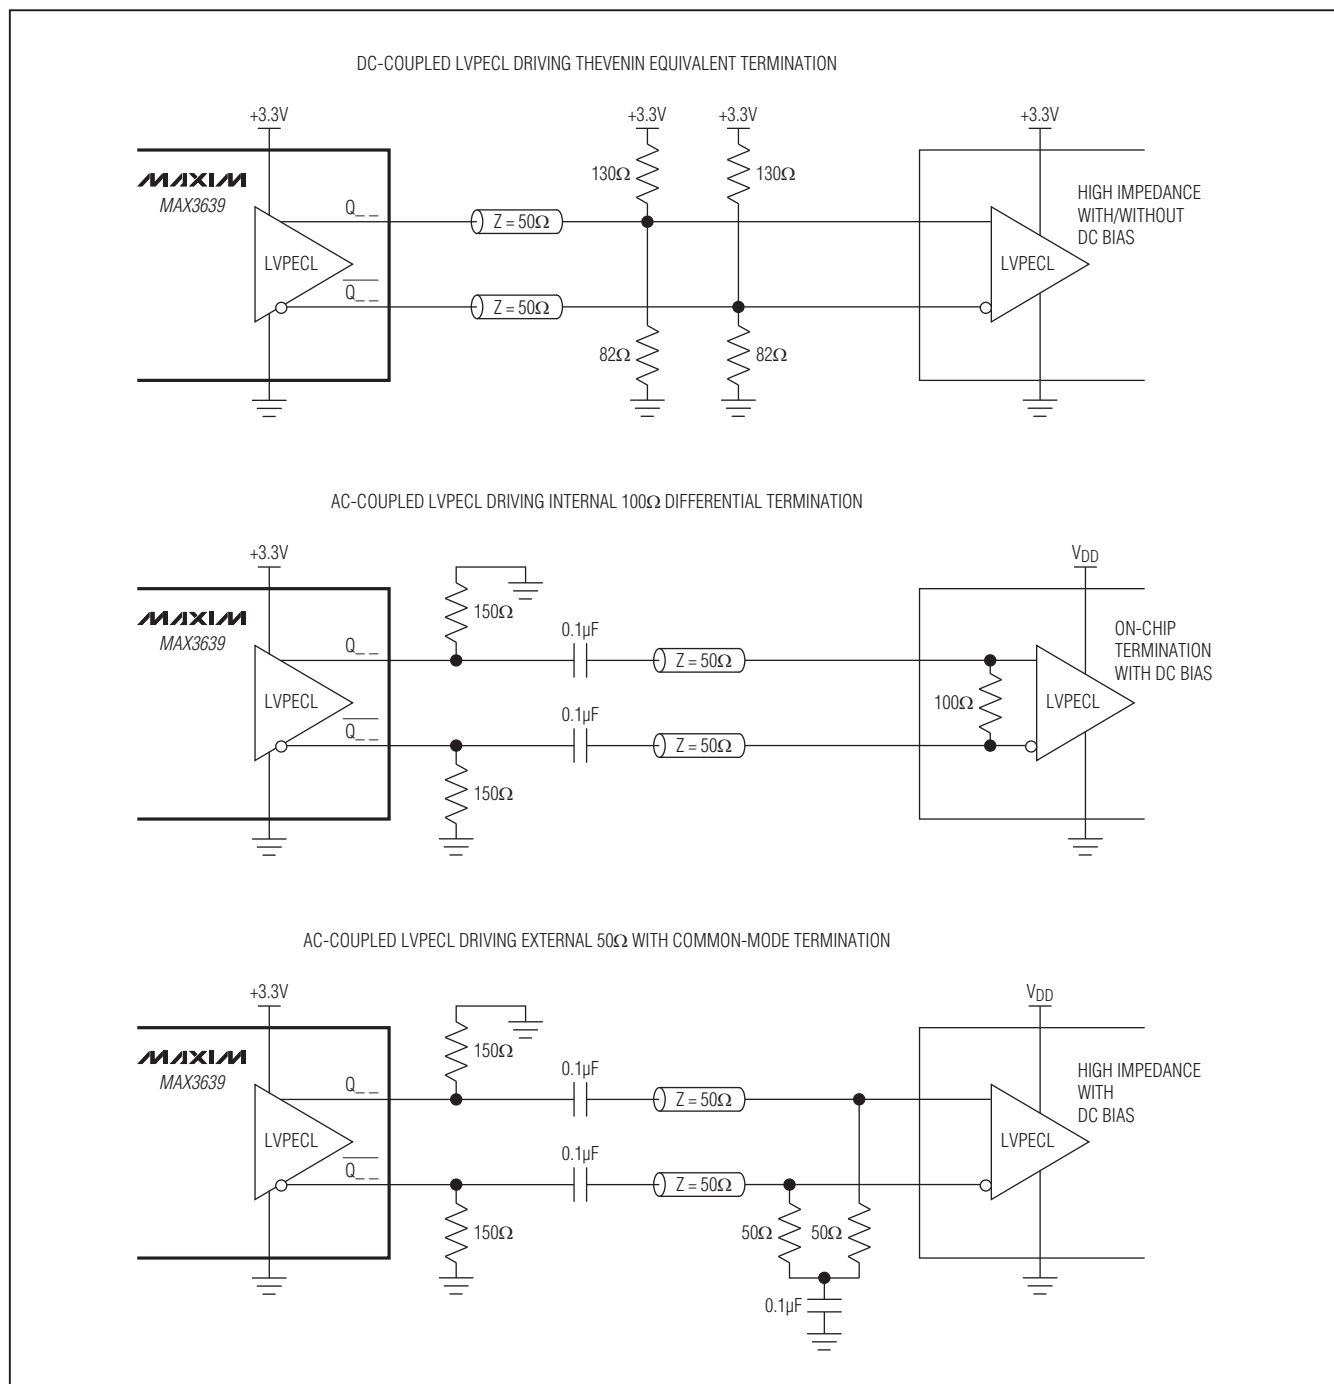 DC-COUPLED LVPECL DRIVING THEVENIN EQUIVALENT TERMINATION
+3.3V
+3.3V
+3.3V
+3.3V
MAXIM
MAX3639
130Ω
130Ω
HIGH IMPEDANCE
WITH/WITHOUT
DC BIAS
Q_ _
Z = 50Ω
LVPECL
LVPECL
Q_ _
Z = 50Ω
82Ω
82Ω
AC-COUPLED LVPECL DRIVING INTERNAL 100Ω DIFFERENTIAL TERMINATION
+3.3V
VDD
MAXIM
MAX3639
150Ω
0.1µF
ON-CHIP
TERMINATION
WITH DC BIAS
Q_ _
Z = 50Ω
LVPECL
100Ω
LVPECL
0.1µF
Q_ _
Z = 50Ω
150Ω
AC-COUPLED LVPECL DRIVING EXTERNAL 50Ω WITH COMMON-MODE TERMINATION
+3.3V
VDD
MAXIM
MAX3639
150Ω
0.1µF
HIGH IMPEDANCE
WITH
DC BIAS
Q_ _
Z = 50Ω
LVPECL
LVPECL
0.1µF
Q_ _
Z = 50Ω
150Ω
50Ω
50Ω
0.1µF